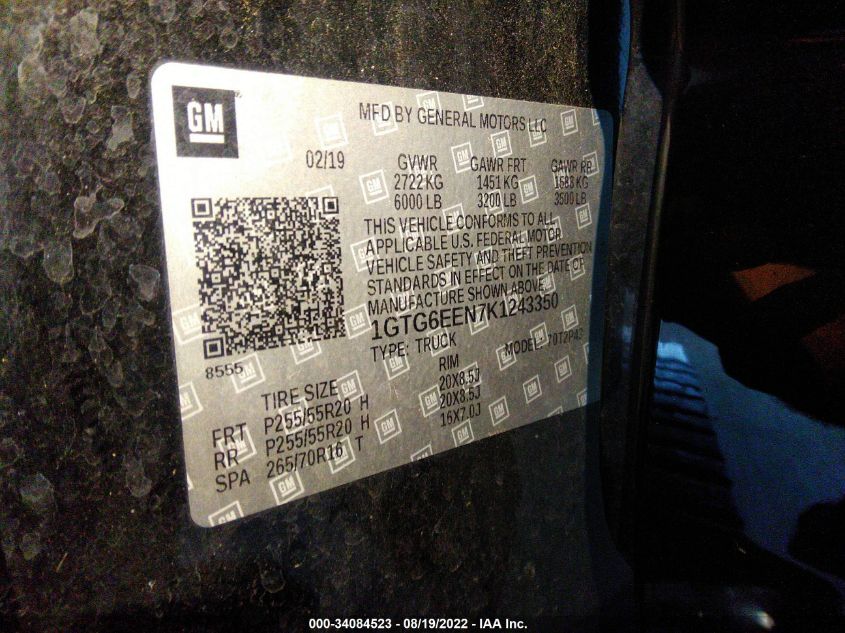 GM
MFD BY GENERAL MOTORS LLC
02/19 GVWR GAWR FRT GAWR RR
2722 KG 1451 KG 1588 KG
6000 LB 3200 LB 3500 LB
THIS VEHICLE CONFORMS TO ALL
APPLICABLE U.S. FEDERAL MOTOR
VEHICLE SAFETY AND THEFT PREVENTION
STANDARDS IN EFFECT ON THE DATE OF
MANUFACTURE SHOWN ABOVE.
1GTG6EEN7K1243350
8555 TYPE: TRUCK MODEL:
TIRE SIZE RIM
FRT P255/55R20 H 20X8.5J
RR P255/55R20 H 20X8.5J
SPA 265/70R16 T 16X7.0J
000-34084523 - 08/19/2022 - IAA Inc.